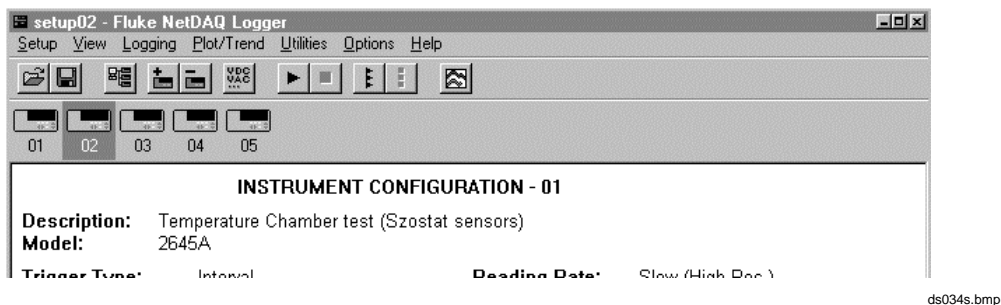 setup02 - Fluke NetDAQ Logger
Setup View Logging Plot/Trend Utilities Options Help
VDC
VAC
01 02 03 04 05
INSTRUMENT CONFIGURATION - 01
Description: Temperature Chamber test (Szostat sensors)
Model: 2645A
Trigger Type: Interval Reading Rate: Slow (High Res.)
ds034s.bmp